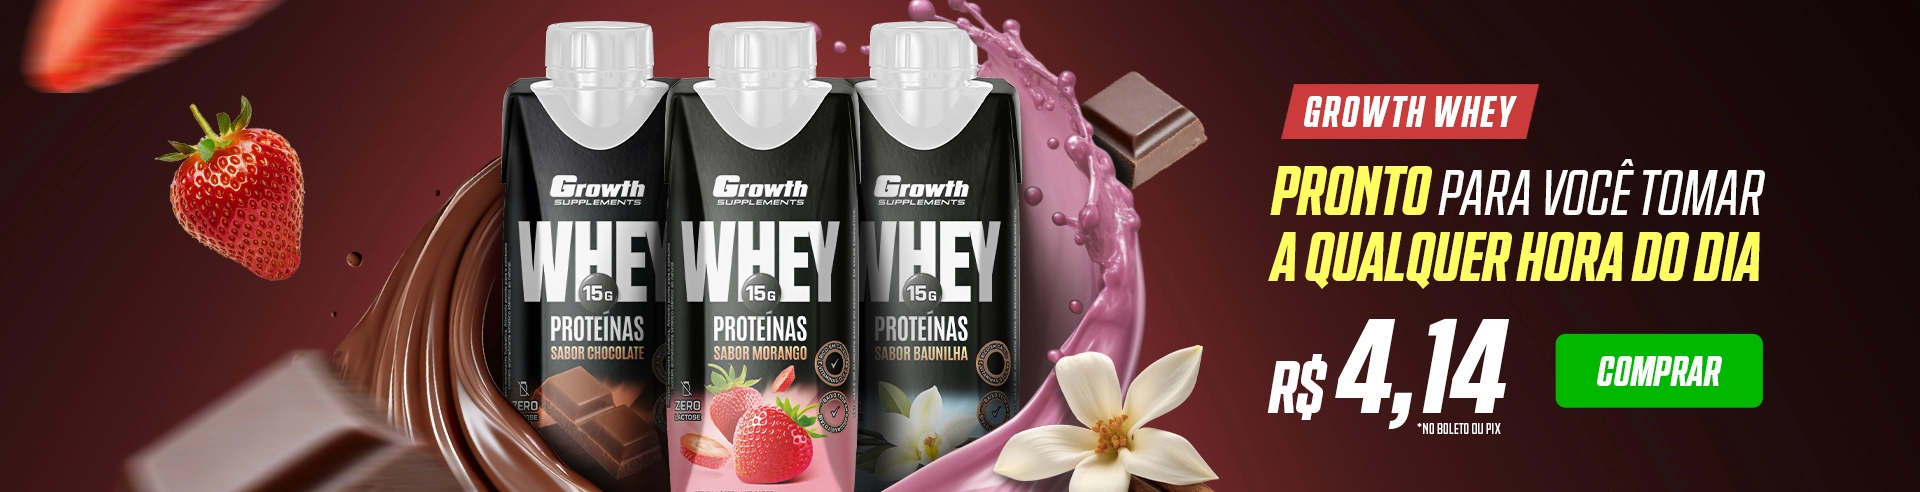 Growth
SUPPLEMENTS
WHEY
15G
PROTEÍNAS
SABOR CHOCOLATE
ZERO
LACTOSE
Growth
SUPPLEMENTS
WHEY
15G
PROTEÍNAS
SABOR MORANGO
ZERO
LACTOSE
Growth
SUPPLEMENTS
WHEY
15G
PROTEÍNAS
SABOR BAUNILHA
GROWTH WHEY
PRONTO PARA VOCÊ TOMAR
A QUALQUER HORA DO DIA
R$ 4,14
*NO BOLETO OU PIX
COMPRAR